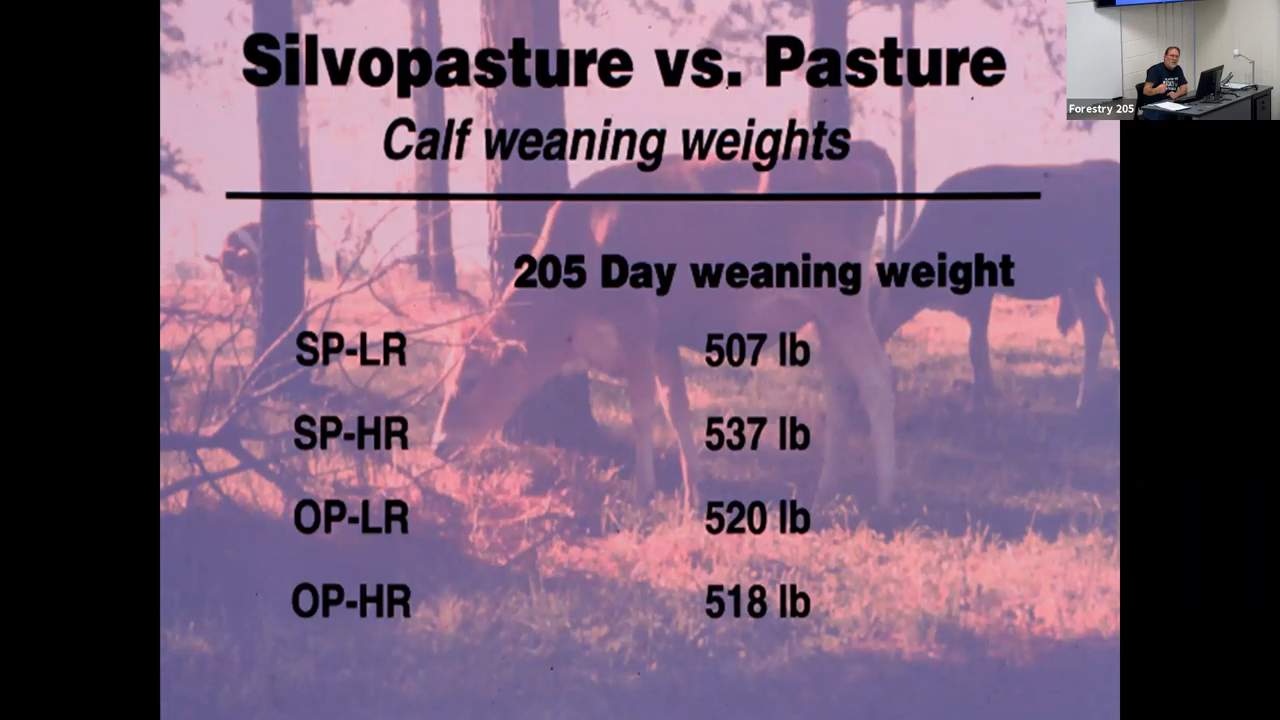 Silvopasture vs. Pasture
Calf weaning weights
205 Day weaning weight
SP-LR 507 lb
SP-HR 537 lb
OP-LR 520 lb
OP-HR 518 lb
Forestry 205